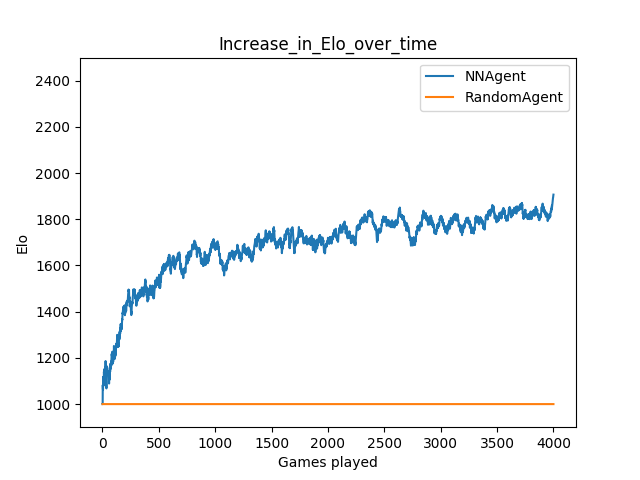 Increase_in_Elo_over_time
NNAgent
RandomAgent
2400
2200
2000
1800
1600
1400
1200
1000
Elo
0 500 1000 1500 2000 2500 3000 3500 4000
Games played